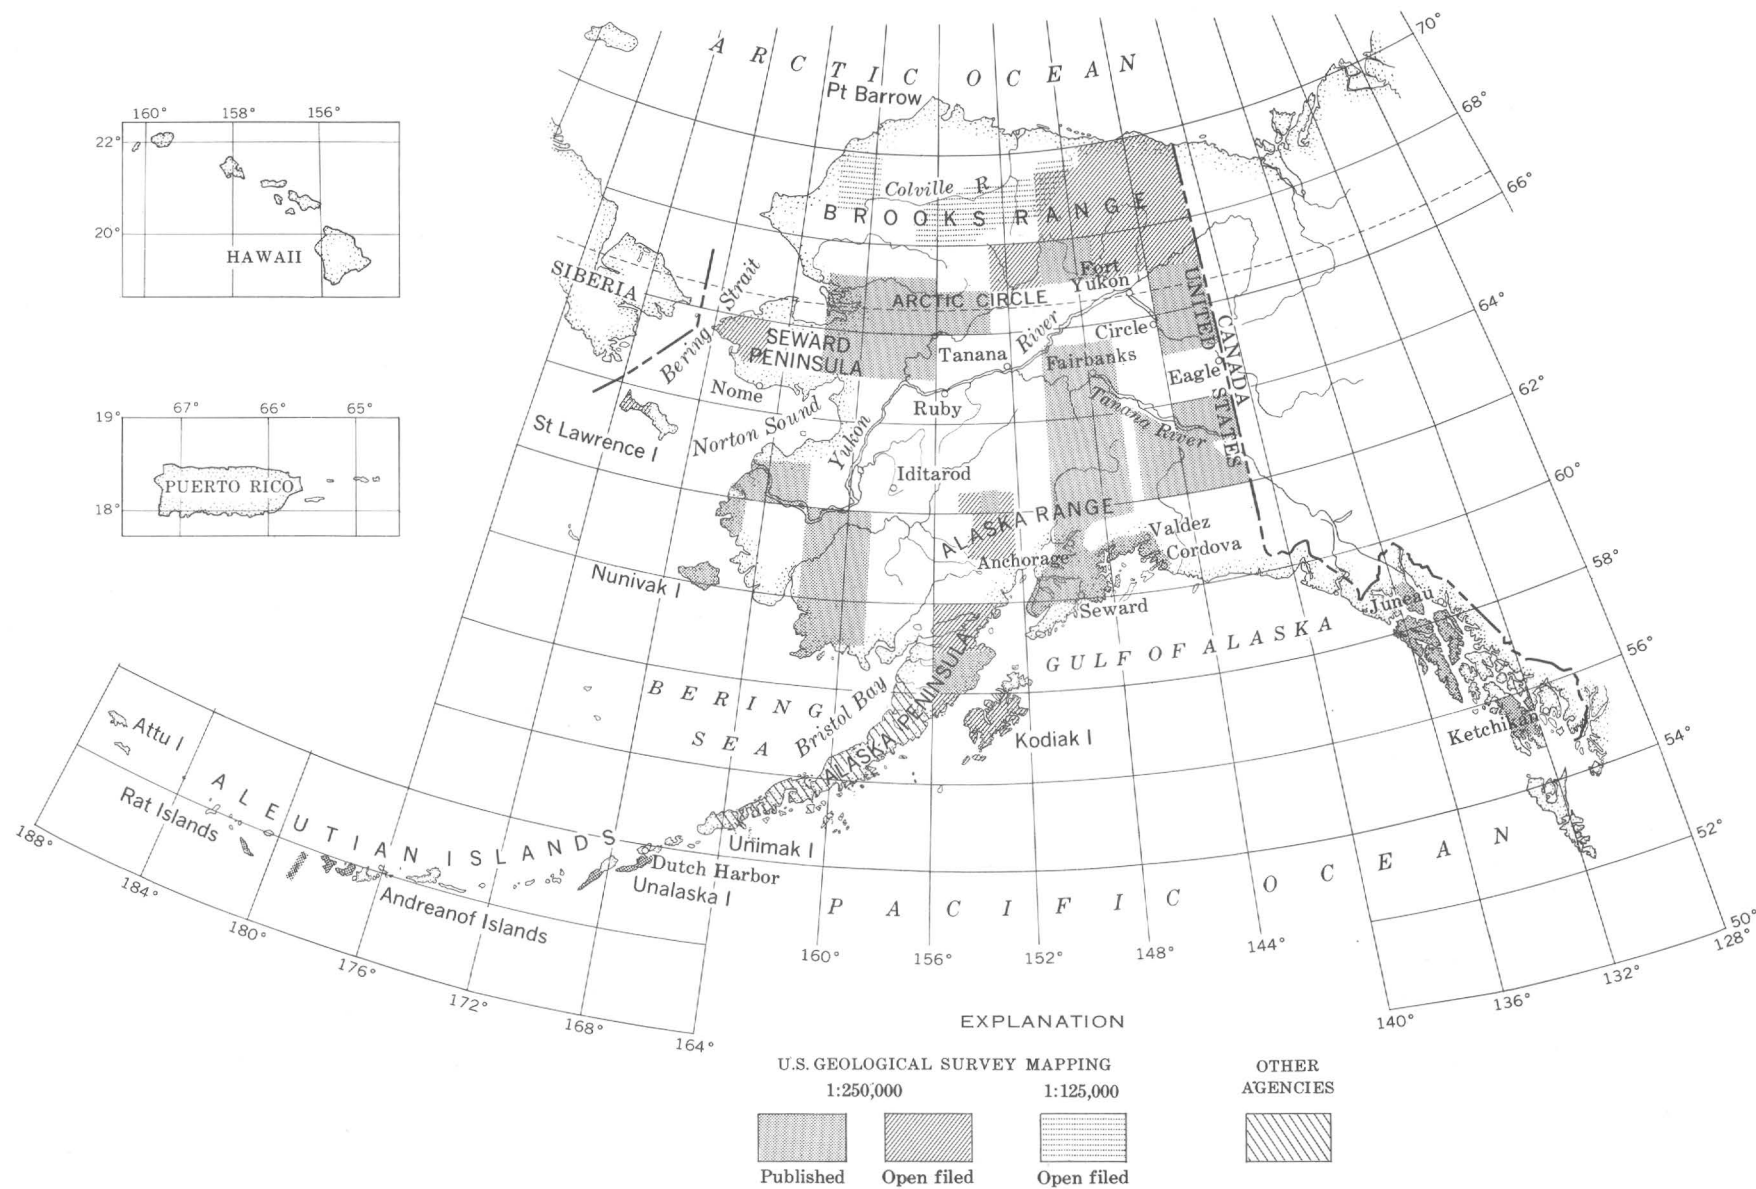 ARCTIC OCEAN
Pt Barrow
70°
68°
66°
64°
62°
60°
58°
56°
54°
52°
50°
160° 158° 156°
22°
20°
HAWAII
67° 66° 65°
19°
18°
PUERTO RICO
Colville R
BROOKS RANGE
SIBERIA
Bering Strait
ARCTIC CIRCLE
Fort
Yukon
SEWARD
PENINSULA
Tanana
River
Circle
Fairbanks
Eagle
UNITED STATES
CANADA
Nome
Ruby
Tanana River
St Lawrence I
Norton Sound
Yukon
Iditarod
ALASKA RANGE
Valdez
Cordova
Anchorage
Nunivak I
Seward
Juneau
GULF OF ALASKA
BERING
SEA
Bristol Bay
ALASKA PENINSULA
PENINSULA
Kodiak I
Ketchikan
Attu I
ALEUTIAN ISLANDS
Rat Islands
Unimak I
Dutch Harbor
Unalaska I
Andreanof Islands
PACIFIC OCEAN
188°
184°
180°
176°
172°
168°
164°
160° 156° 152° 148° 144°
140°
136°
132°
128°
EXPLANATION
U.S. GEOLOGICAL SURVEY MAPPING
1:250,000 1:125,000
OTHER
AGENCIES
Published Open filed Open filed